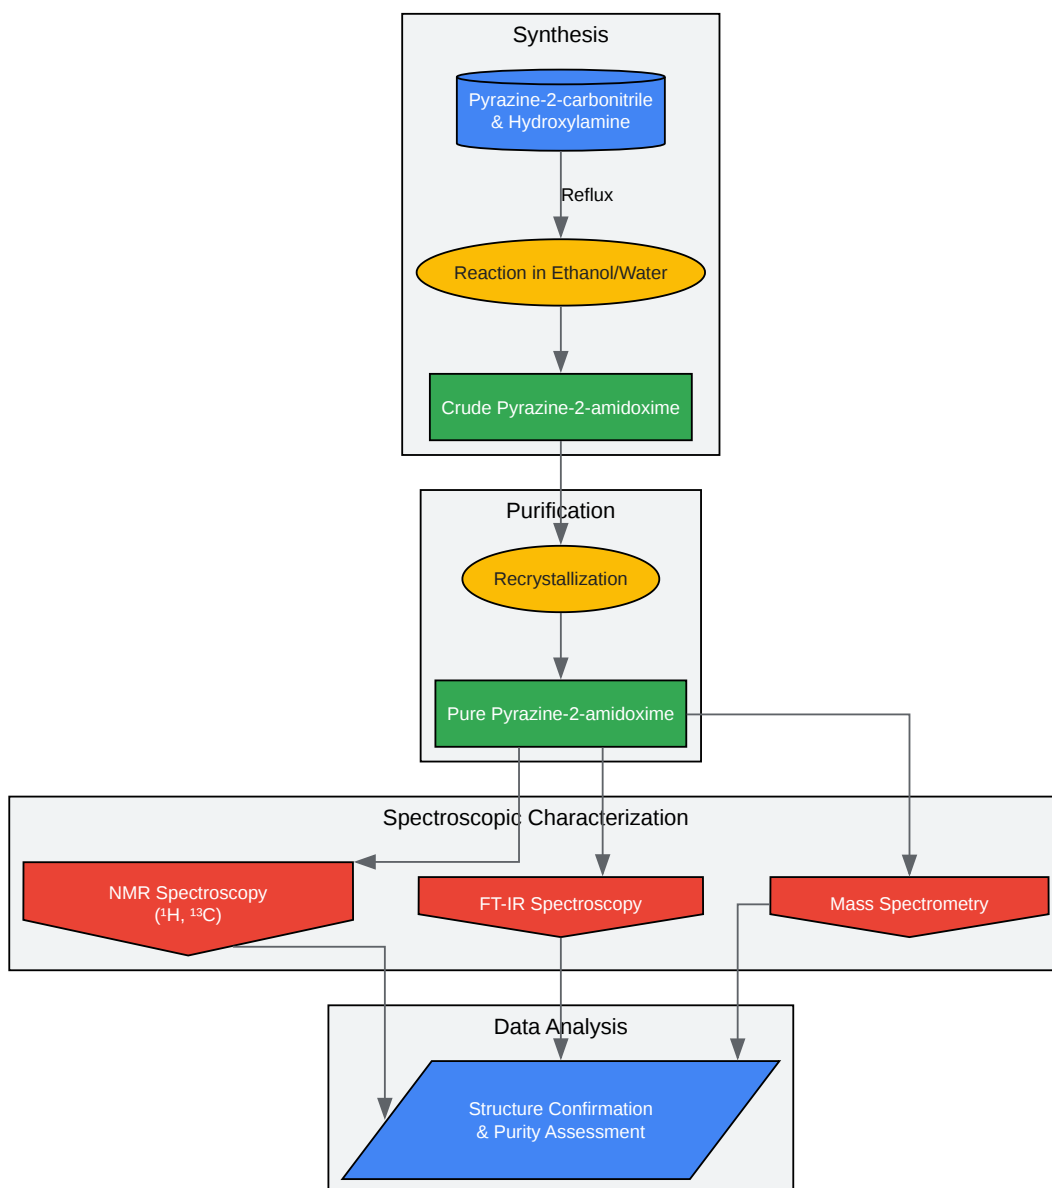 Synthesis
Pyrazine-2-carbonitrile
& Hydroxylamine
Reflux
Reaction in Ethanol/Water
Crude Pyrazine-2-amidoxime
Purification
Recrystallization
Pure Pyrazine-2-amidoxime
Spectroscopic Characterization
NMR Spectroscopy
(¹H, ¹³C)
FT-IR Spectroscopy
Mass Spectrometry
Data Analysis
Structure Confirmation
& Purity Assessment